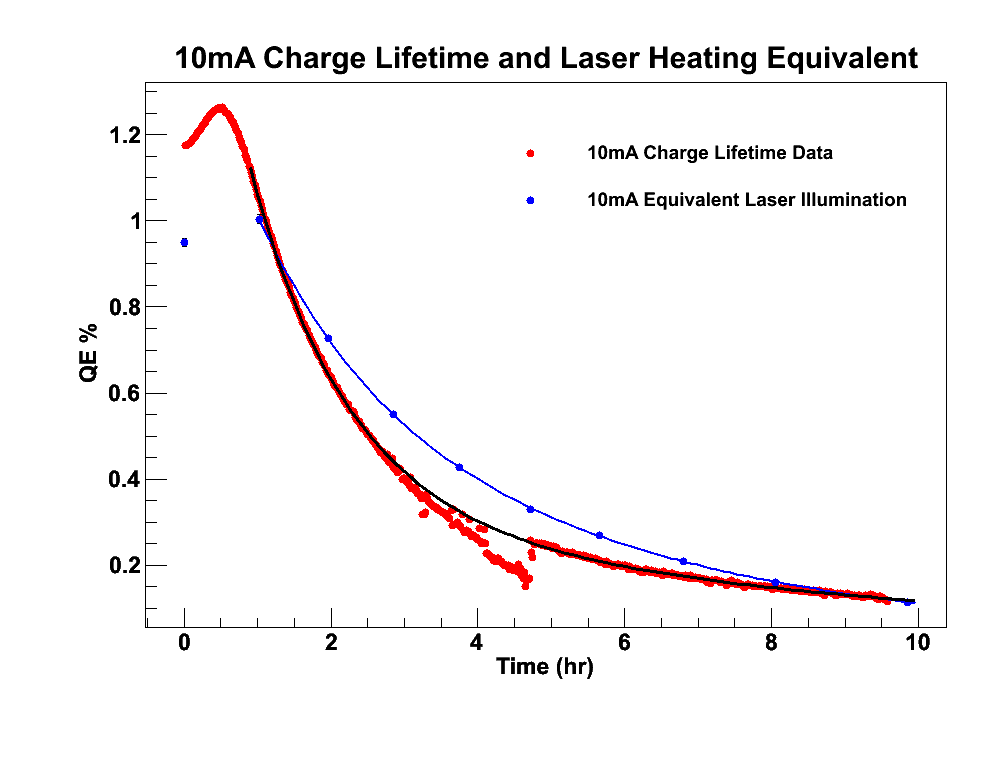 10mA Charge Lifetime and Laser Heating Equivalent
10mA Charge Lifetime Data
10mA Equivalent Laser Illumination
QE %
1.2
1
0.8
0.6
0.4
0.2
0 2 4 6 8 10
Time (hr)